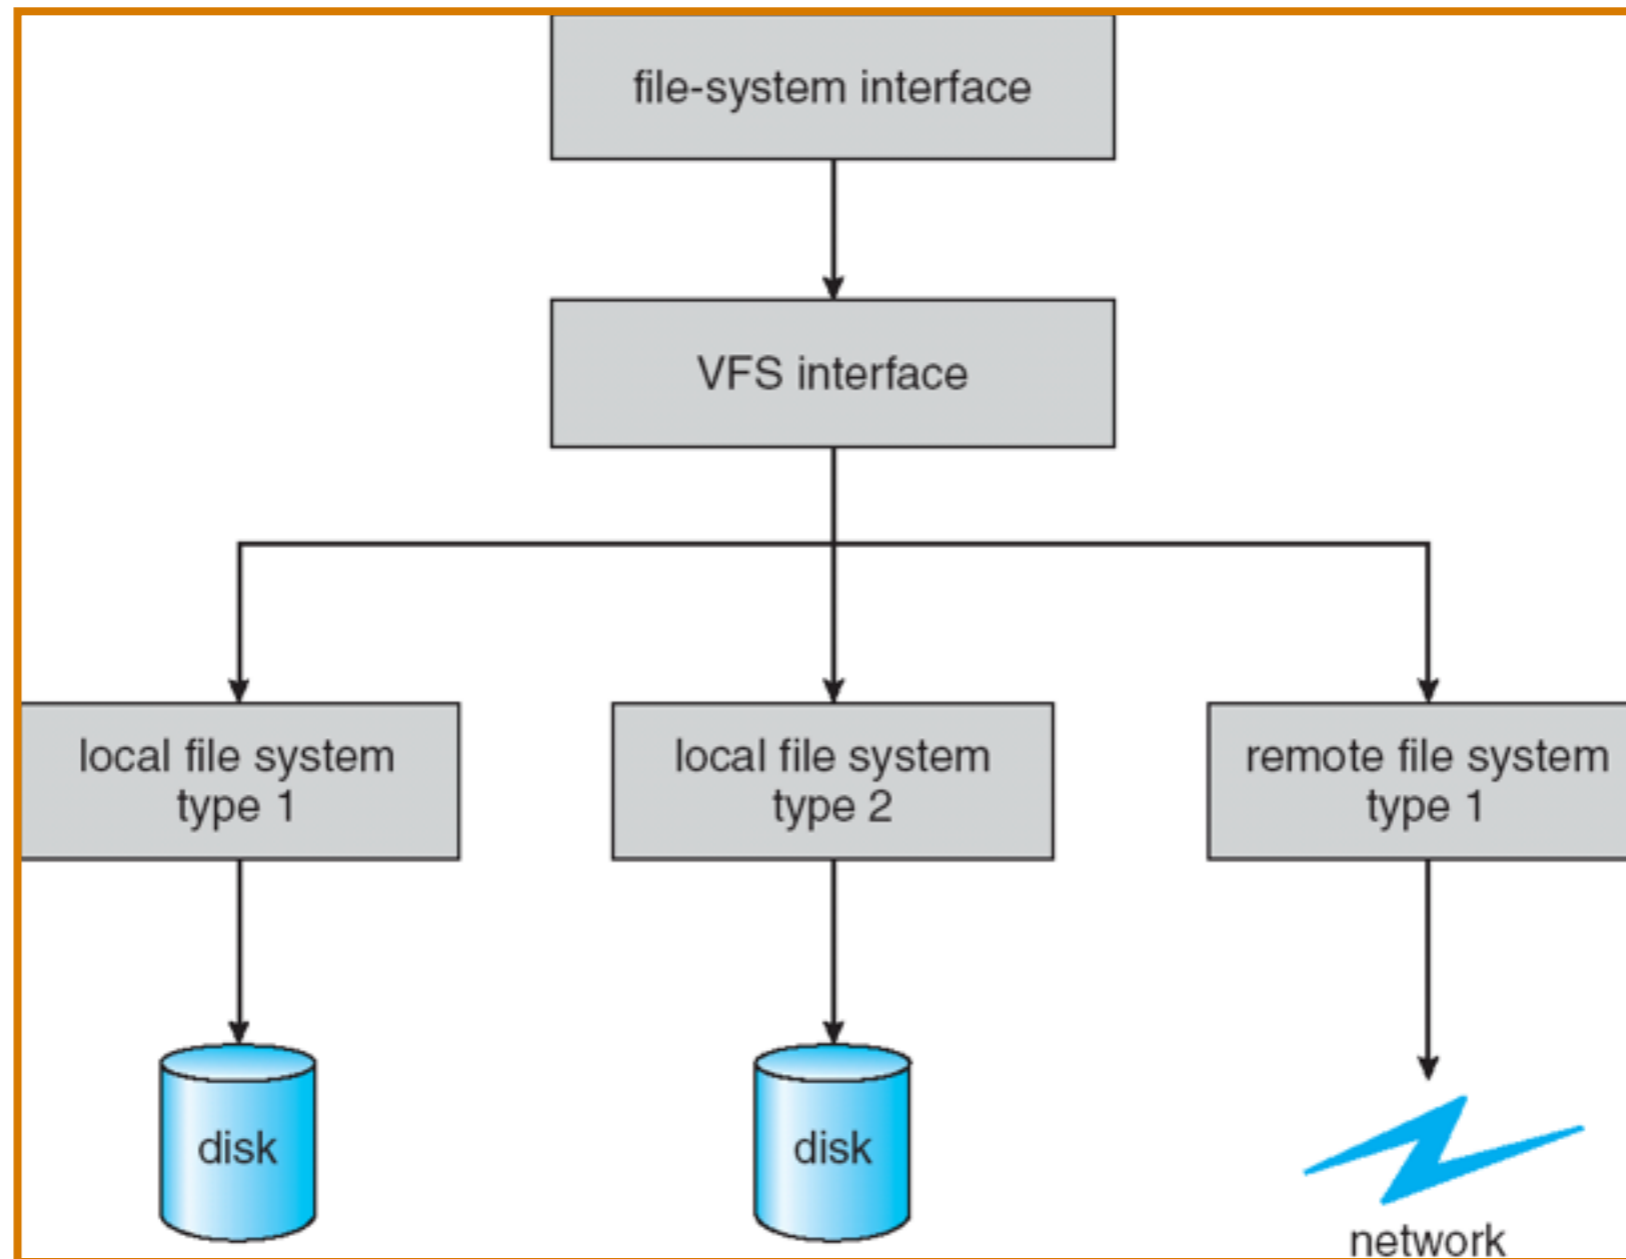 file-system interface
VFS interface
local file system
type 1
local file system
type 2
remote file system
type 1
disk
disk
network